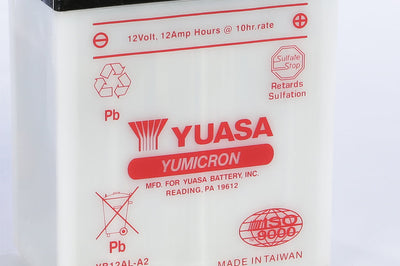 12Volt, 12Amp Hours @ 10hr.rate
Sulfate
Stop
Retards
Sulfation
Pb
YUASA
YUMICRON
MFD. FOR YUASA BATTERY, INC.
READING, PA 19612
Pb
ISO
9000
YB12AL-A2
MADE IN TAIWAN